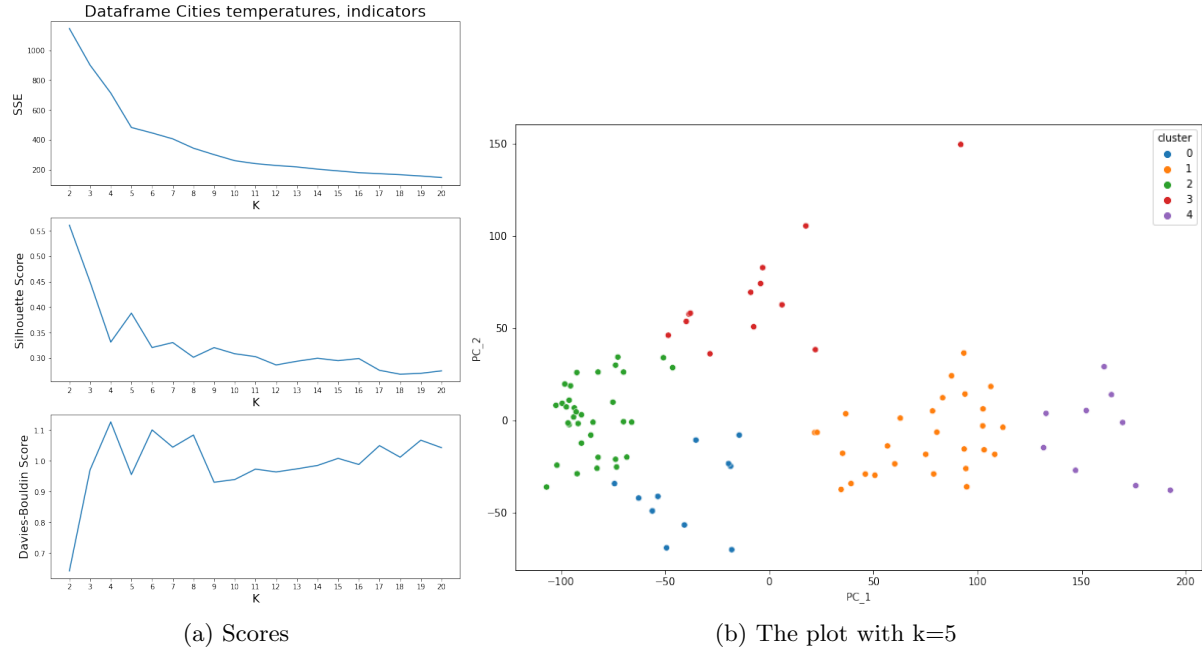 Dataframe Cities temperatures, indicators
SSE
1000
800
600
400
200
2 3 4 5 6 7 8 9 10 11 12 13 14 15 16 17 18 19 20
K
Silhouette Score
0.55
0.50
0.45
0.40
0.35
0.30
2 3 4 5 6 7 8 9 10 11 12 13 14 15 16 17 18 19 20
K
Davies-Bouldin Score
1.1
1.0
0.9
0.8
0.7
2 3 4 5 6 7 8 9 10 11 12 13 14 15 16 17 18 19 20
K
(a) Scores
PC_2
150
100
50
0
−50
−100 −50 0 50 100 150 200
PC_1
cluster
0
1
2
3
4
(b) The plot with k=5